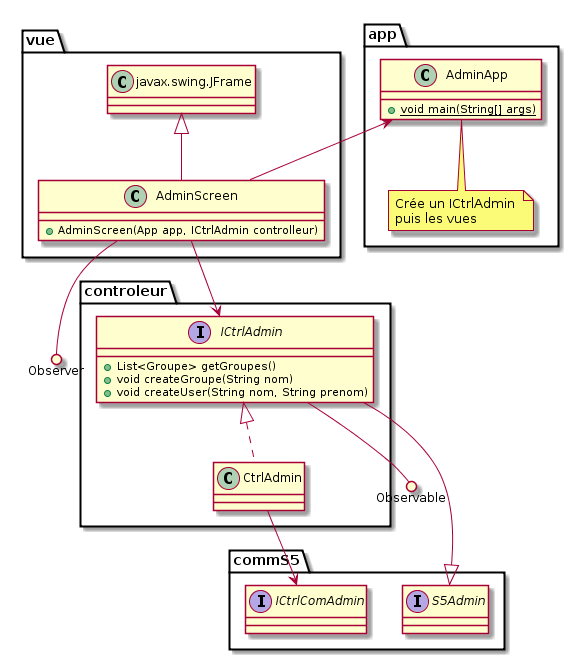 vue
app
C javax.swing.JFrame
C AdminApp
void main(String[] args)
C AdminScreen
AdminScreen(App app, ICtrlAdmin controlleur)
Crée un ICtrlAdmin
puis les vues
controleur
I ICtrlAdmin
List<Groupe> getGroupes()
void createGroupe(String nom)
void createUser(String nom, String prenom)
Observer
C CtrlAdmin
Observable
commS5
I ICtrlComAdmin
I S5Admin